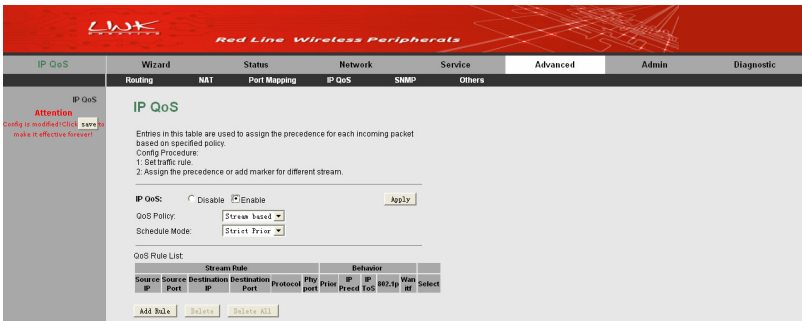 LWK
Red Line Wireless Peripherals
IP QoS
Wizard Status Network Service Advanced Admin Diagnostic
Routing NAT Port Mapping IP QoS SNMP Others
IP QoS
Attention
Config is modified!Click save to
make it effective forever!
IP QoS
Entries in this table are used to assign the precedence for each incoming packet
based on specified policy.
Config Procedure:
1: Set traffic rule.
2: Assign the precedence or add marker for different stream.
IP QoS: Disable Enable Apply
QoS Policy: Stream based
Schedule Mode: Strict Prior
QoS Rule List:
Stream Rule Behavior
Source IP Source Port Destination IP Destination Port Protocol Phy port Prior IP Precd IP ToS 802.1p Wan itf Select
Add Rule Delete Delete All